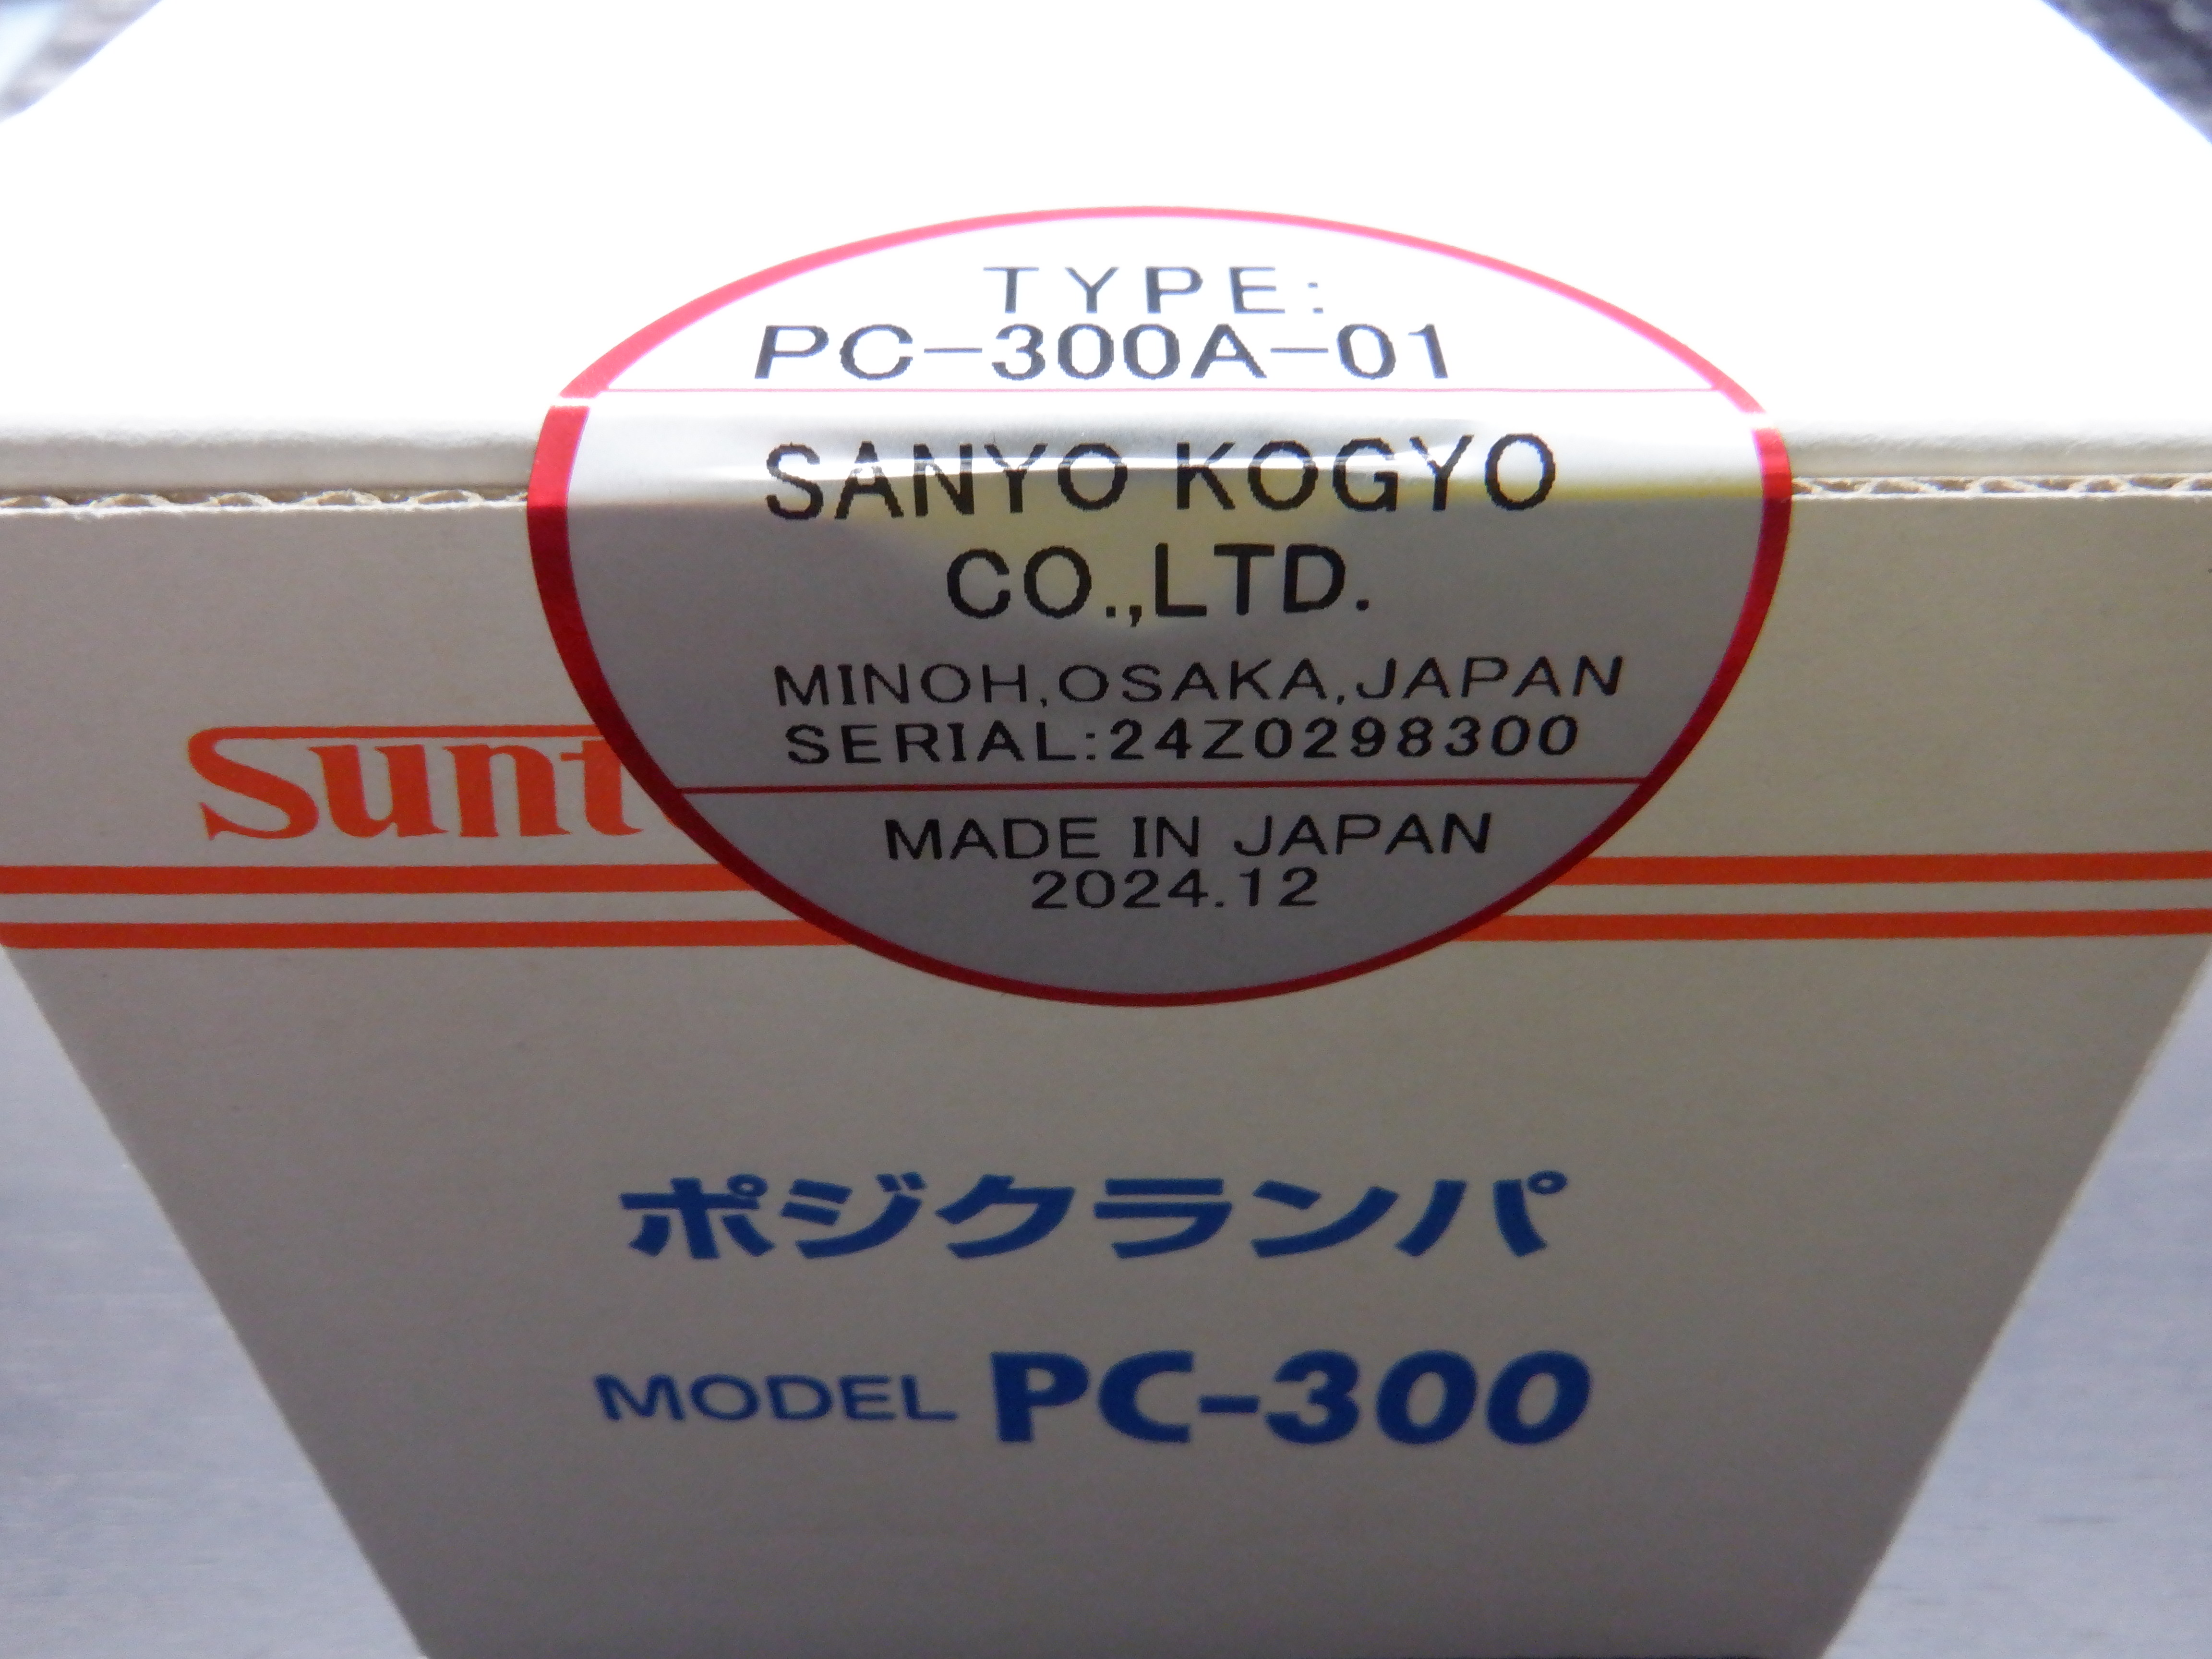 TYPE:
PC-300A-01
SANYO KOGYO
CO.,LTD.
MINOH,OSAKA,JAPAN
SERIAL:24Z0298300
MADE IN JAPAN
2024.12
Sunt
ポジクランパ
MODEL PC-300